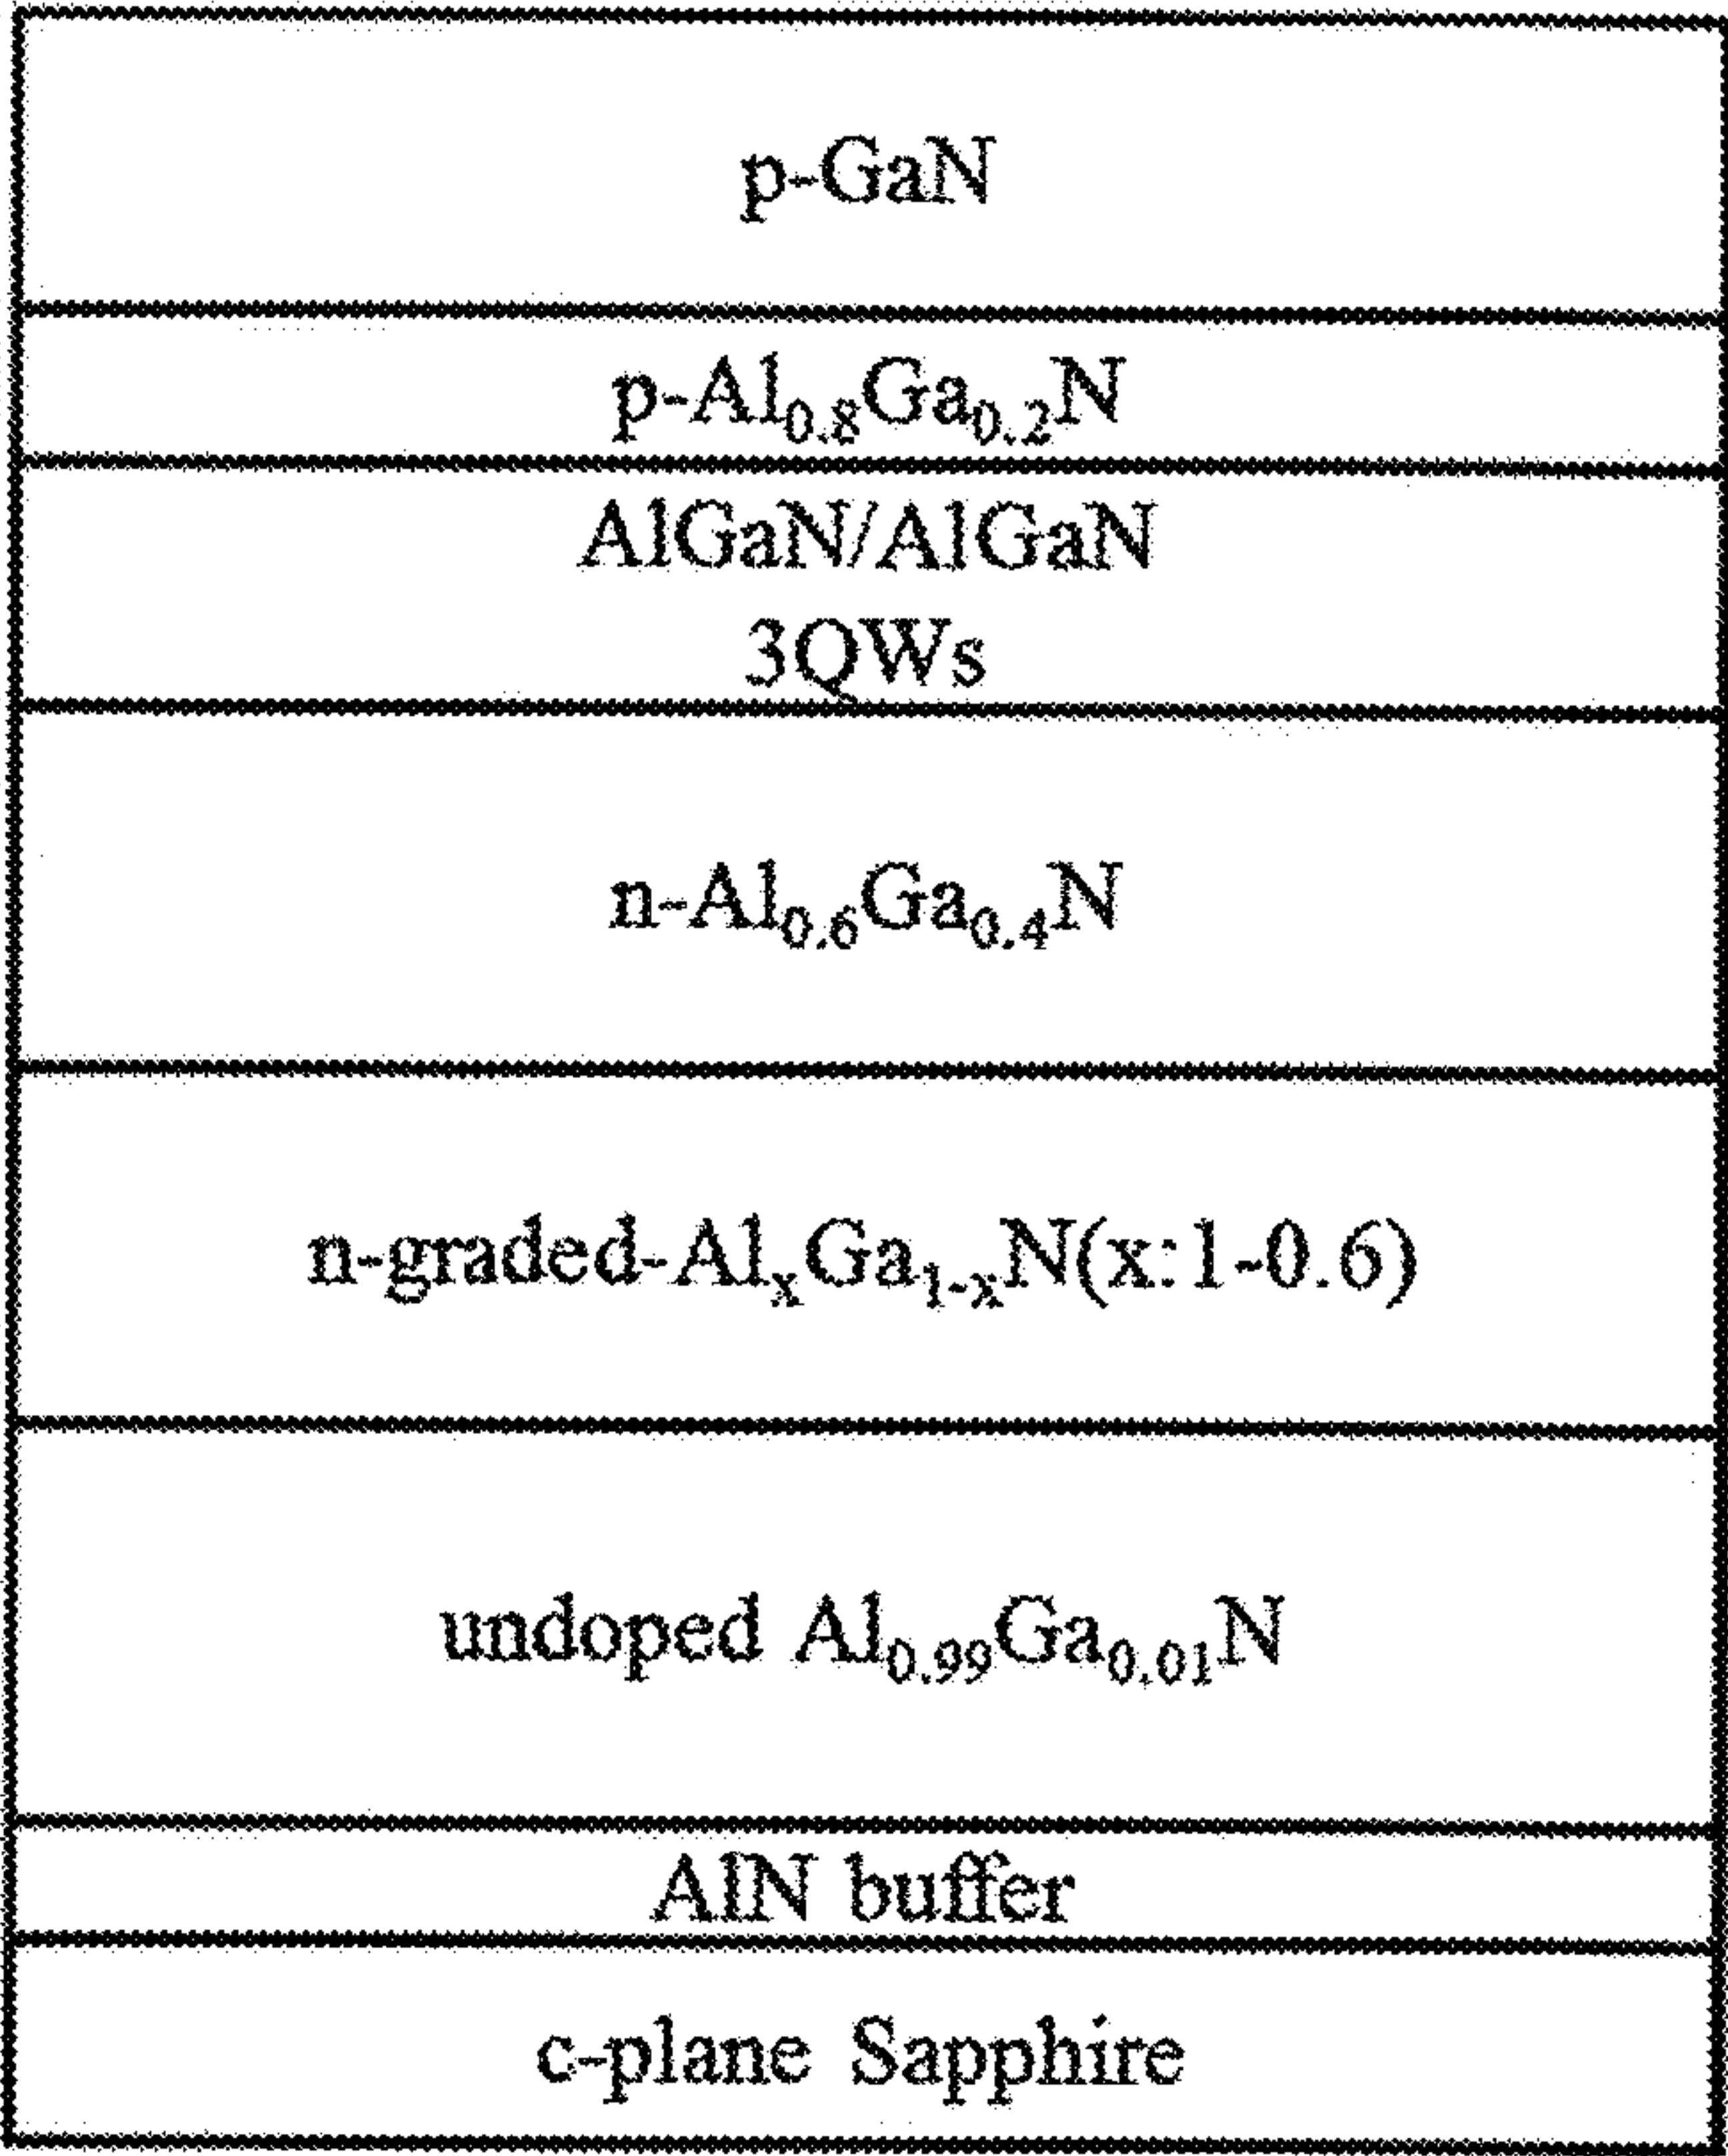 p-GaN
p-Al₀.₈Ga₀.₂N
AlGaN/AlGaN
3QWs
n-Al₀.₆Ga₀.₄N
n-graded-AlₓGa₁₋ₓN(x:1-0.6)
undoped Al₀.₉₉Ga₀.₀₁N
AlN buffer
c-plane Sapphire